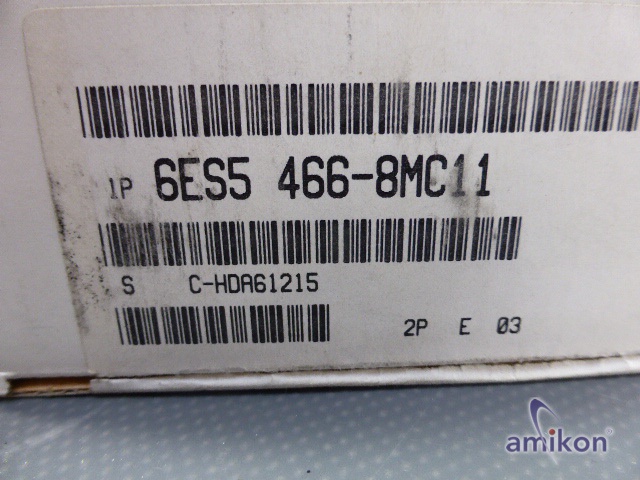 1P 6ES5 466-8MC11
S C-HDA61215
2P E 03
amikon